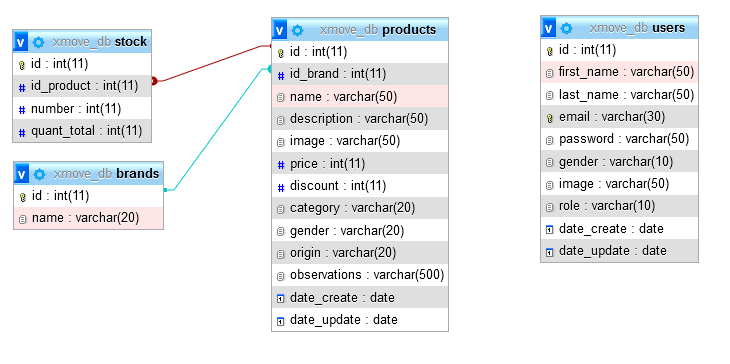 xmove_db stock
id : int(11)
id_product : int(11)
number : int(11)
quant_total : int(11)
xmove_db brands
id : int(11)
name : varchar(20)
xmove_db products
id : int(11)
id_brand : int(11)
name : varchar(50)
description : varchar(50)
image : varchar(50)
price : int(11)
discount : int(11)
category : varchar(20)
gender : varchar(20)
origin : varchar(20)
observations : varchar(500)
date_create : date
date_update : date
xmove_db users
id : int(11)
first_name : varchar(50)
last_name : varchar(50)
email : varchar(30)
password : varchar(50)
gender : varchar(10)
image : varchar(50)
role : varchar(10)
date_create : date
date_update : date